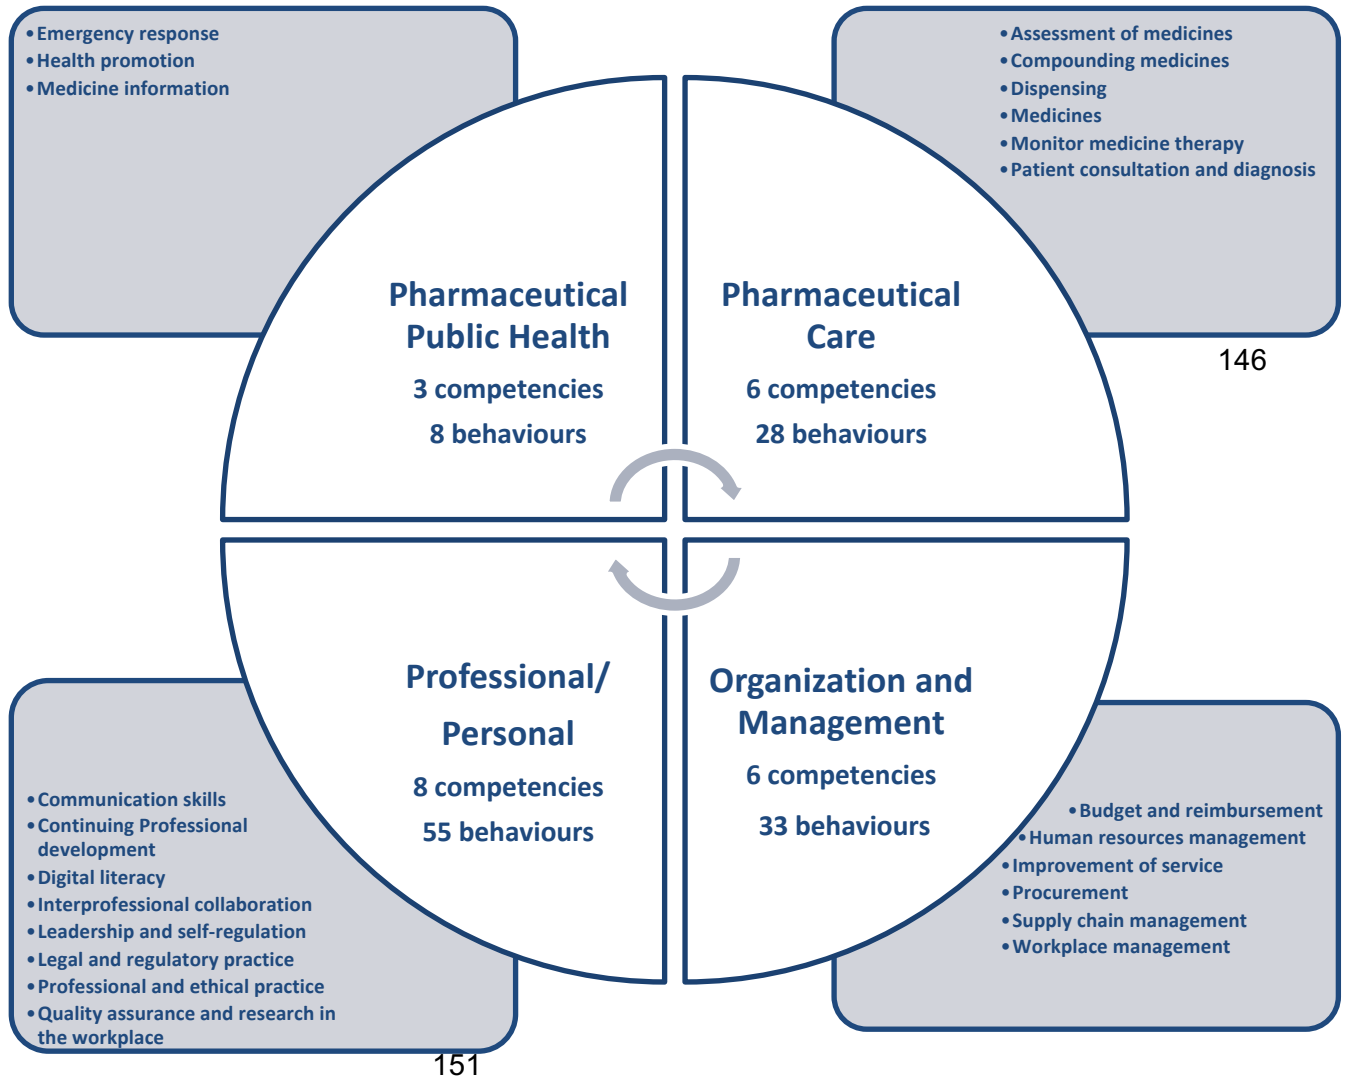 •Emergency response
•Health promotion
•Medicine information
•Assessment of medicines
•Compounding medicines
•Dispensing
•Medicines
•Monitor medicine therapy
•Patient consultation and diagnosis
Pharmaceutical
Public Health
3 competencies
8 behaviours
Pharmaceutical
Care
6 competencies
28 behaviours
146
Professional/
Personal
8 competencies
55 behaviours
Organization and
Management
6 competencies
33 behaviours
•Communication skills
•Continuing Professional
development
•Digital literacy
•Interprofessional collaboration
•Leadership and self-regulation
•Legal and regulatory practice
•Professional and ethical practice
•Quality assurance and research in
the workplace
•Budget and reimbursement
•Human resources management
•Improvement of service
•Procurement
•Supply chain management
•Workplace management
151